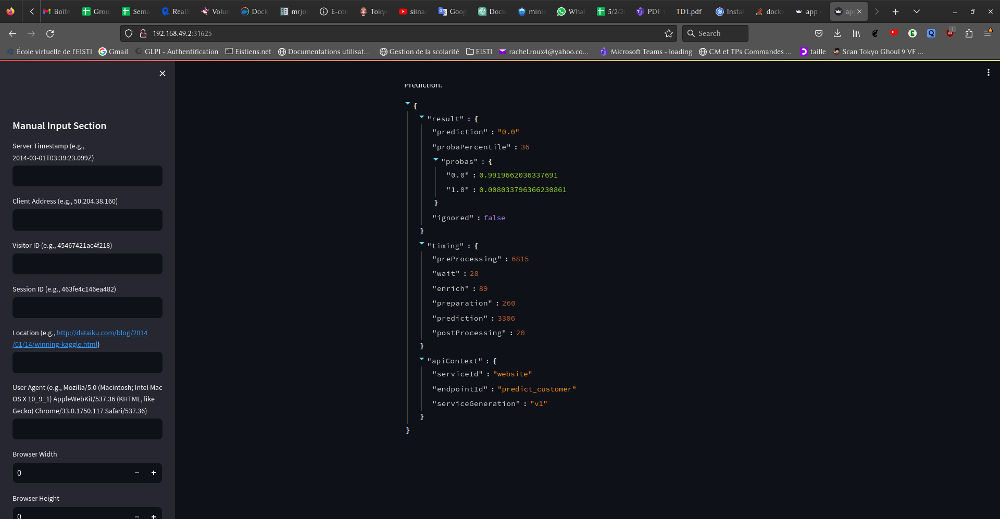 Boîte
Grou
Sema
RealS
Volun
Dock
mrjol
E-con
Tokyo
siinar
Goog
Dock
minik
What
5/2/2
PDF
TD1.pdf
Insta
docke
app
app
192.168.49.2:31625
Search
1
École virtuelle de l'EISTI
Gmail
GLPI - Authentification
Eistiens.net
Documentations utilisat...
Gestion de la scolarité
EISTI
rachel.roux4@yahoo.co...
Microsoft Teams - loading
CM et TPs Commandes ...
taille
Scan Tokyo Ghoul 9 VF ...
Manual Input Section
Server Timestamp (e.g.,
2014-03-01T03:39:23.099Z)
Client Address (e.g., 50.204.38.160)
Visitor ID (e.g., 45467421ac4f218)
Session ID (e.g., 463fe4c146ea482)
Location (e.g., http://dataiku.com/blog/2014
/01/14/winning-kaggle.html)
User Agent (e.g., Mozilla/5.0 (Macintosh; Intel Mac
OS X 10_9_1) AppleWebKit/537.36 (KHTML, like
Gecko) Chrome/33.0.1750.117 Safari/537.36)
Browser Width
0
Browser Height
0
Prediction:
{
"result" : {
"prediction" : "0.0"
"probaPercentile" : 36
"probas" : {
"0.0" : 0.9919662036337691
"1.0" : 0.008033796366230861
}
"ignored" : false
}
"timing" : {
"preProcessing" : 6815
"wait" : 28
"enrich" : 89
"preparation" : 260
"prediction" : 3306
"postProcessing" : 20
}
"apiContext" : {
"serviceId" : "website"
"endpointId" : "predict_customer"
"serviceGeneration" : "v1"
}
}